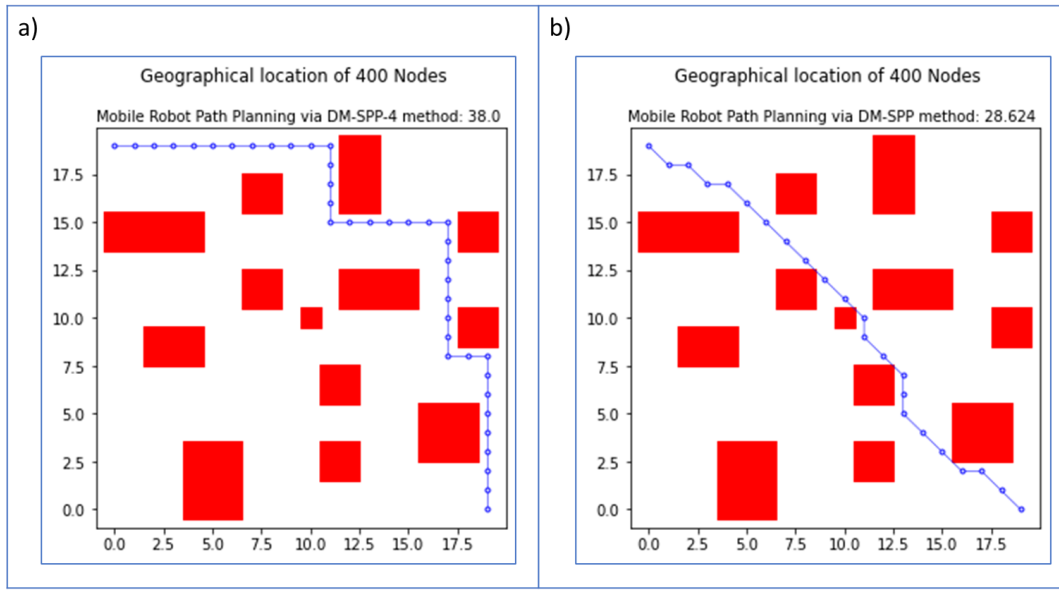 a)
Geographical location of 400 Nodes
Mobile Robot Path Planning via DM-SPP-4 method: 38.0
17.5
15.0
12.5
10.0
7.5
5.0
2.5
0.0
0.0 2.5 5.0 7.5 10.0 12.5 15.0 17.5
b)
Geographical location of 400 Nodes
Mobile Robot Path Planning via DM-SPP method: 28.624
17.5
15.0
12.5
10.0
7.5
5.0
2.5
0.0
0.0 2.5 5.0 7.5 10.0 12.5 15.0 17.5